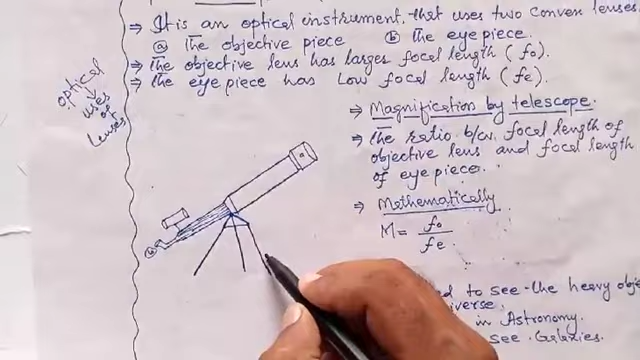 ⇒ It is an optical instrument that uses two convex lenses
ⓐ The objective piece ⓑ The eye piece.
⇒ The objective lens has larges focal length (fo).
⇒ The eye piece has Low focal length (fe).
optical
↓
uses
of
lenses
⇒ Magnification by telescope.
⇒ The ratio b/w focal length of
objective lens and focal length
of eye piece.
⇒ Methematically
M = fo
fe
a
b
to see the heavy obje
iverse.
in Astronomy.
see Galexies.